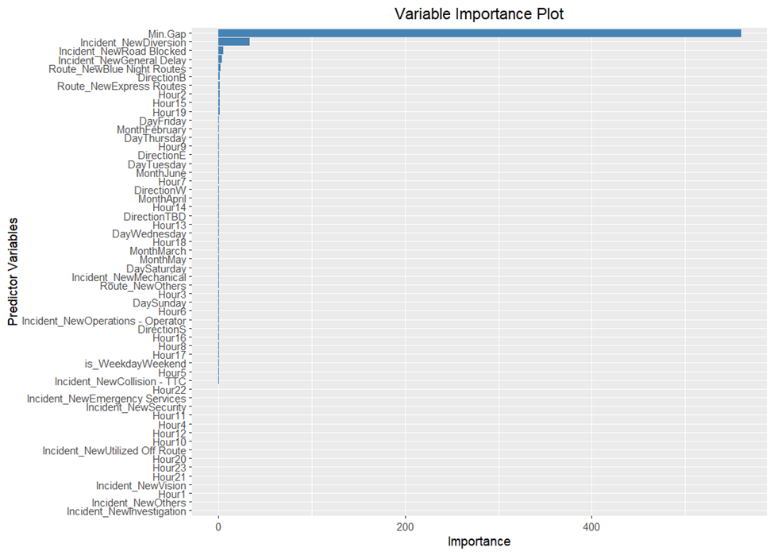 Variable Importance Plot
Min.Gap
Incident_NewDiversion
Incident_NewRoad Blocked
Incident_NewGeneral Delay
Route_NewBlue Night Routes
DirectionB
Route_NewExpress Routes
Hour2
Hour15
Hour19
DayFriday
MonthFebruary
DayThursday
Hour9
DirectionE
DayTuesday
MonthJune
Hour7
DirectionW
MonthApril
Hour14
DirectionTBD
Hour13
DayWednesday
Hour18
MonthMarch
MonthMay
DaySaturday
Incident_NewMechanical
Route_NewOthers
Hour3
DaySunday
Hour6
Incident_NewOperations - Operator
DirectionS
Hour16
Hour8
Hour17
is_WeekdayWeekend
Hour5
Incident_NewCollision - TTC
Hour22
Incident_NewEmergency Services
Incident_NewSecurity
Hour11
Hour4
Hour12
Hour10
Incident_NewUtilized Off Route
Hour20
Hour23
Hour21
Incident_NewVision
Hour1
Incident_NewOthers
Incident_NewInvestigation
Predictor Variables
0
200
400
Importance